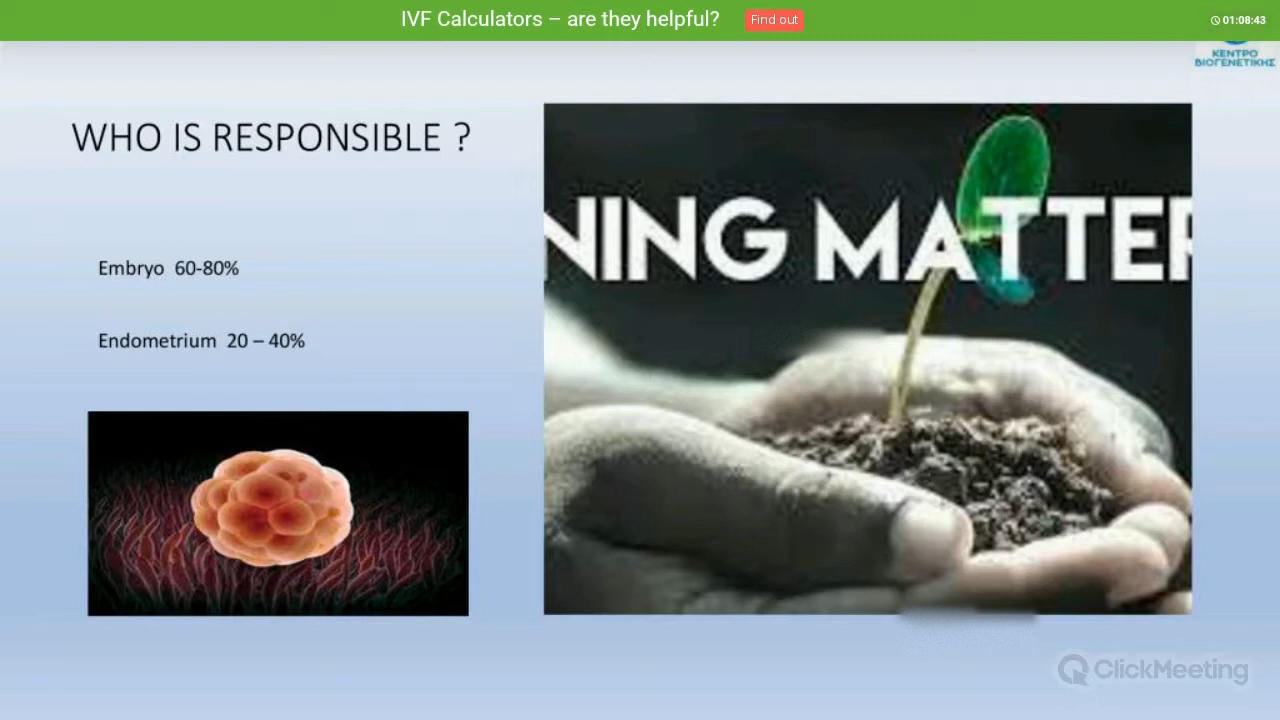 IVF Calculators – are they helpful?
Find out
01:08:43
ΚΕΝΤΡΟ
ΒΙΟΓΕΝΕΤΙΚΗΣ
WHO IS RESPONSIBLE ?
Embryo 60-80%
Endometrium 20 – 40%
NING MATTER
ClickMeeting